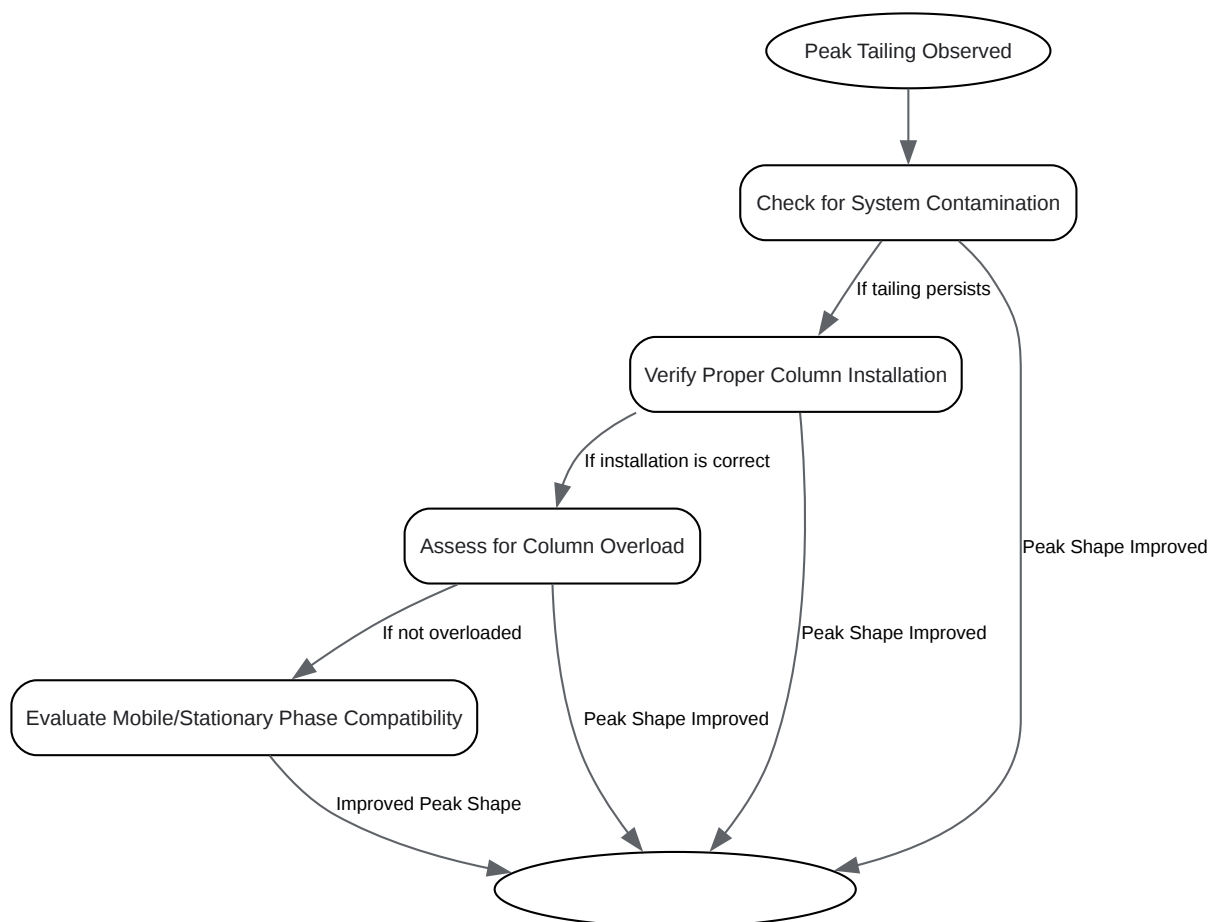 Peak Tailing Observed
Check for System Contamination
If tailing persists
Verify Proper Column Installation
If installation is correct
Assess for Column Overload
Peak Shape Improved
If not overloaded
Peak Shape Improved
Evaluate Mobile/Stationary Phase Compatibility
Peak Shape Improved
Improved Peak Shape